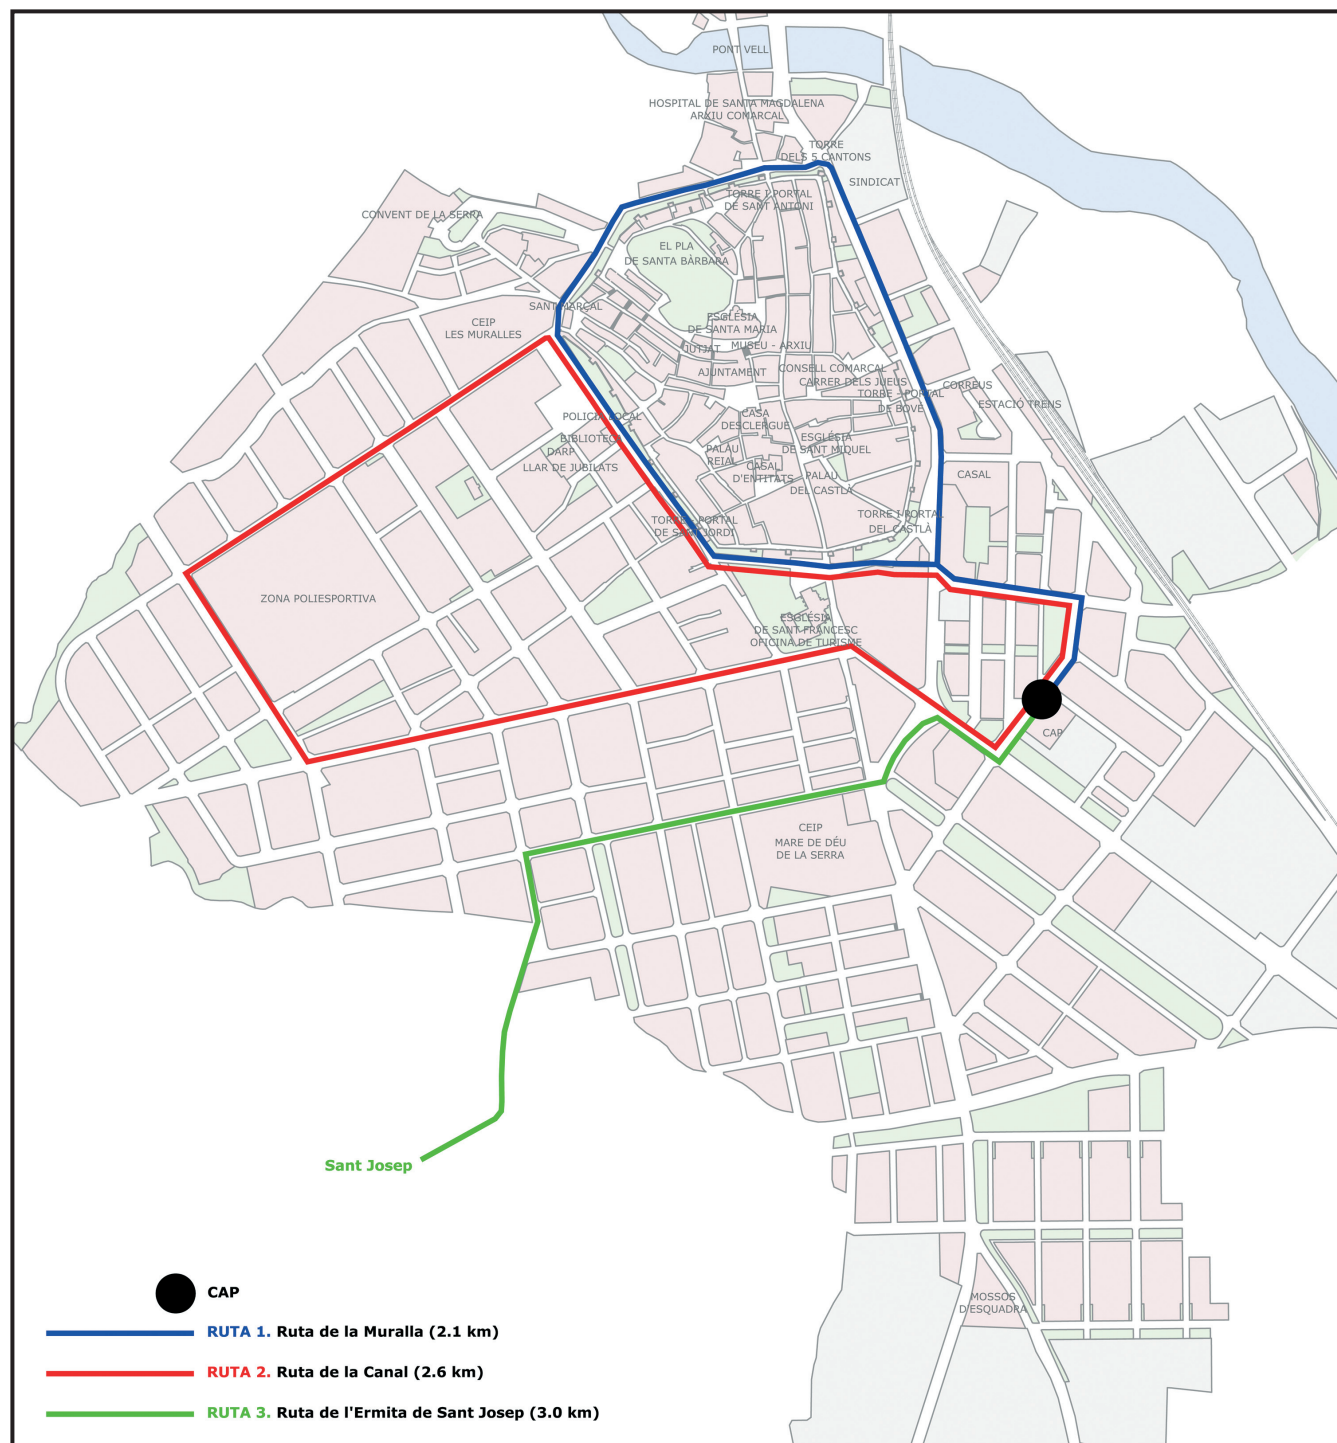 PONT VELL
HOSPITAL DE SANTA MAGDALENA
ARXIU COMARCAL
TORRE
DELS 5 CANTONS
SINDICAT
TORRE I PORTAL
DE SANT ANTONI
CONVENT DE LA SERRA
EL PLA
DE SANTA BÀRBARA
SANT MARÇAL
CEIP
LES MURALLES
ESGLÉSIA
DE SANTA MARIA
JUTJAT
MUSEU - ARXIU
AJUNTAMENT
CONSELL COMARCAL
CARRER DELS JUEUS
TORRE - PORTAL
DE BOVÉ
CORREUS
ESTACIÓ TRENS
POLICIA LOCAL
BIBLIOTECA
DARP
LLAR DE JUBILATS
CASA
DESCLERGUE
ESGLÉSIA
DE SANT MIQUEL
PALAU
REIAL
CASAL
D'ENTITATS
PALAU
DEL CASTLÀ
CASAL
TORRE - PORTAL
DE SANT JORDI
TORRE I PORTAL
DEL CASTLÀ
ZONA POLIESPORTIVA
ESGLÉSIA
DE SANT FRANCESC
OFICINA DE TURISME
CAP
CEIP
MARE DE DÉU
DE LA SERRA
Sant Josep
MOSSOS
D'ESQUADRA
CAP
RUTA 1. Ruta de la Muralla (2.1 km)
RUTA 2. Ruta de la Canal (2.6 km)
RUTA 3. Ruta de l'Ermita de Sant Josep (3.0 km)